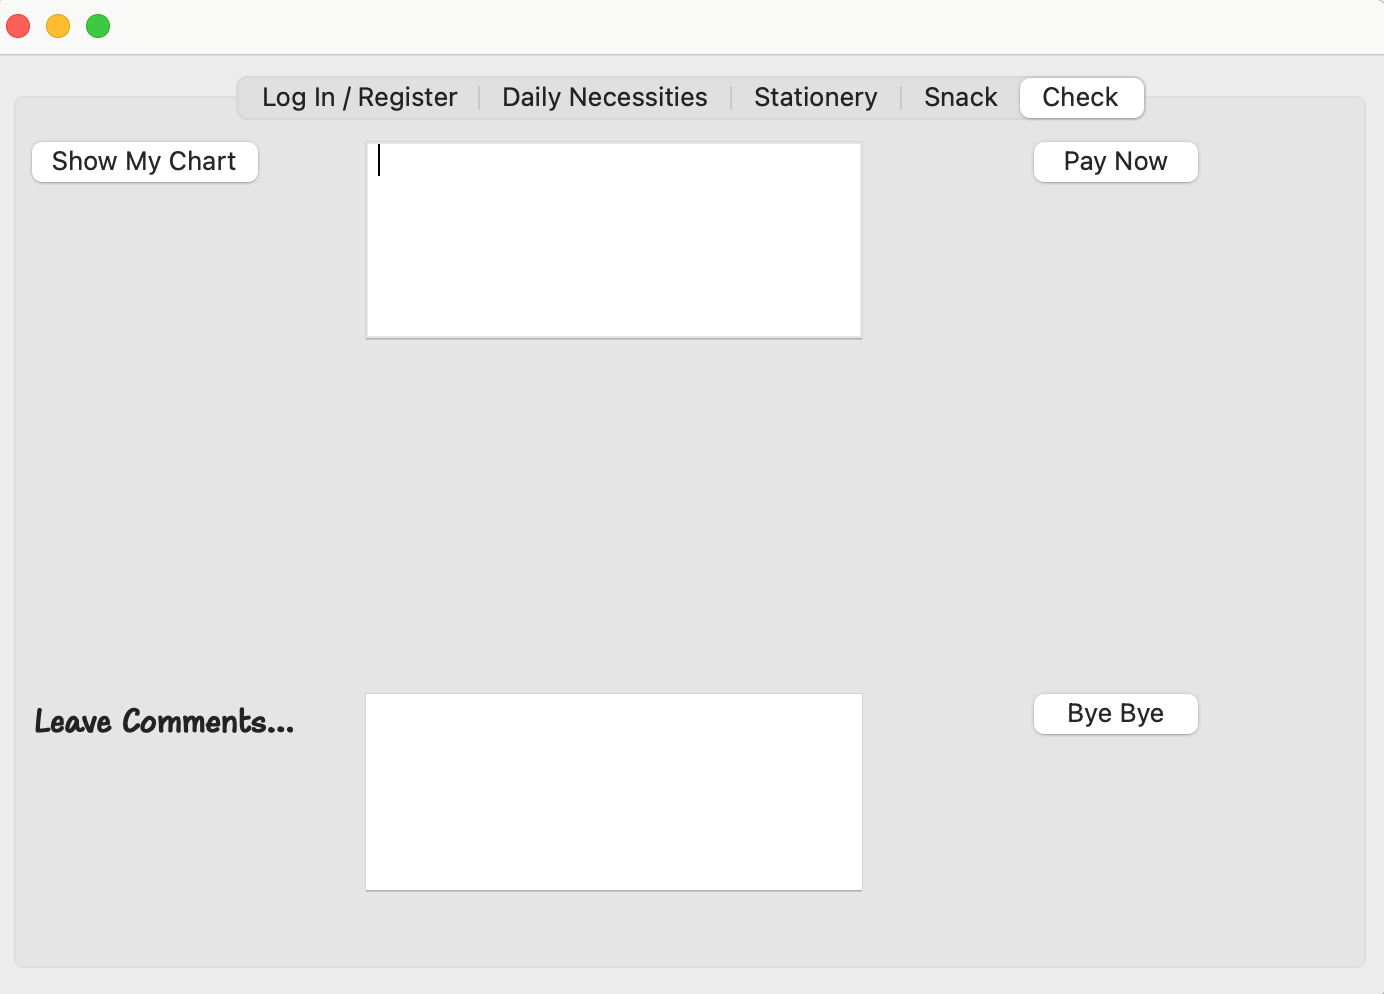 Log In / Register Daily Necessities Stationery Snack Check
Show My Chart Pay Now
Leave Comments... Bye Bye